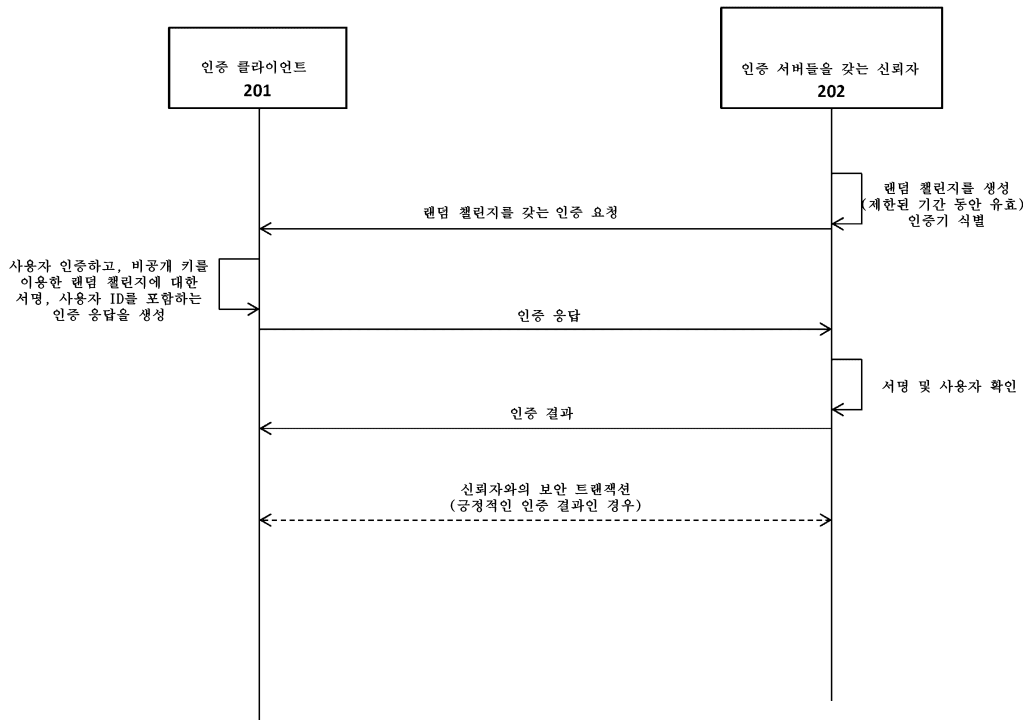 인증 클라이언트
201
인증 서버들을 갖는 신뢰자
202
랜덤 챌린지를 생성
(제한된 기간 동안 유효)
인증기 식별
랜덤 챌린지를 갖는 인증 요청
사용자 인증하고, 비공개 키를
이용한 랜덤 챌린지에 대한
서명, 사용자 ID를 포함하는
인증 응답을 생성
인증 응답
서명 및 사용자 확인
인증 결과
신뢰자와의 보안 트랜잭션
(긍정적인 인증 결과인 경우)